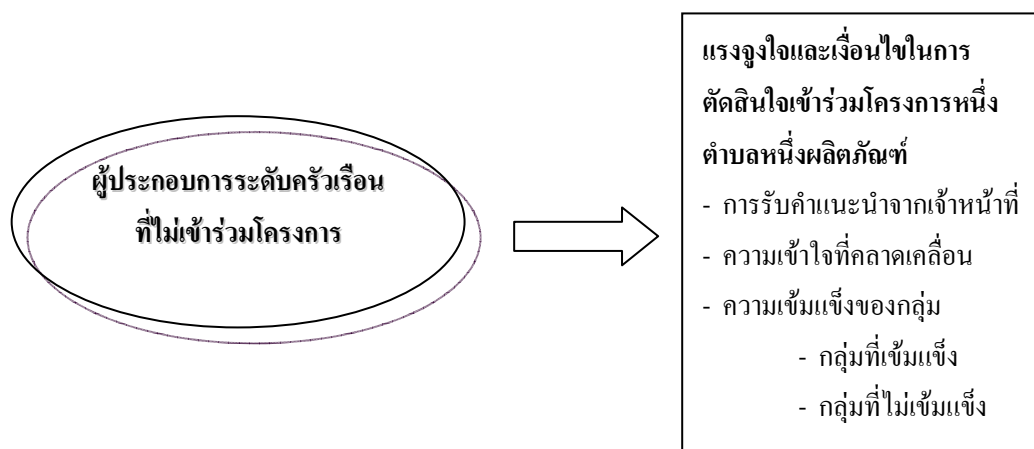 ผู้ประกอบการระดับครัวเรือน
ที่ไม่เข้าร่วมโครงการ
แรงจูงใจและเงื่อนไขในการ
ตัดสินใจเข้าร่วมโครงการหนึ่ง
ตำบลหนึ่งผลิตภัณฑ์
- การรับคำแนะนำจากเจ้าหน้าที่
- ความเข้าใจที่คลาดเคลื่อน
- ความเข้มแข็งของกลุ่ม
- กลุ่มที่เข้มแข็ง
- กลุ่มที่ไม่เข้มแข็ง